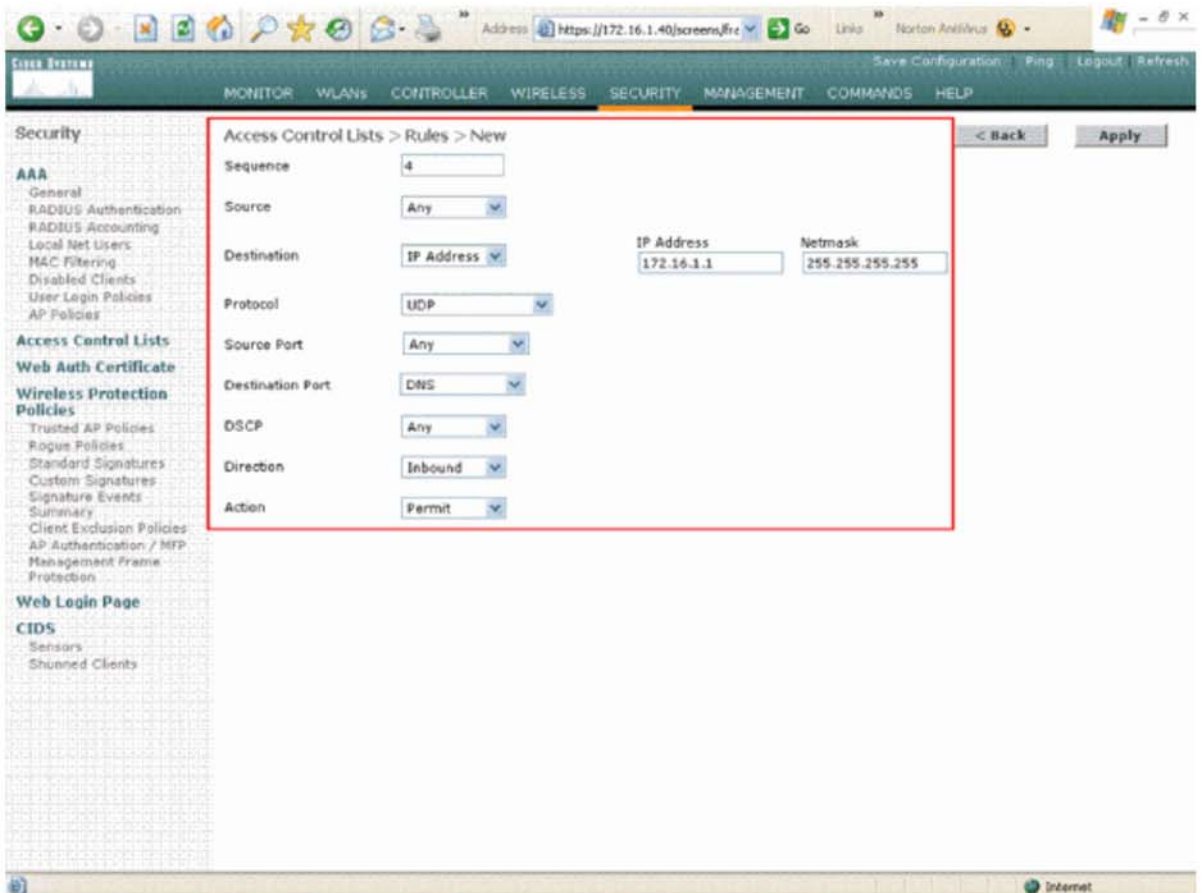 Address https://172.16.1.40/screens/fra Go Links Norton AntiVirus
CISCO SYSTEMS
Save Configuration Ping Logout Refresh
MONITOR WLANs CONTROLLER WIRELESS SECURITY MANAGEMENT COMMANDS HELP
Security
AAA
General
RADIUS Authentication
RADIUS Accounting
Local Net Users
MAC Filtering
Disabled Clients
User Login Policies
AP Policies
Access Control Lists
Web Auth Certificate
Wireless Protection
Policies
Trusted AP Policies
Rogue Policies
Standard Signatures
Custom Signatures
Signature Events
Summary
Client Exclusion Policies
AP Authentication / MFP
Management Frame
Protection
Web Login Page
CIDS
Sensors
Shunned Clients
Access Control Lists > Rules > New
< Back Apply
Sequence 4
Source Any
IP Address Netmask
Destination IP Address 172.16.1.1 255.255.255.255
Protocol UDP
Source Port Any
Destination Port DNS
DSCP Any
Direction Inbound
Action Permit
Internet